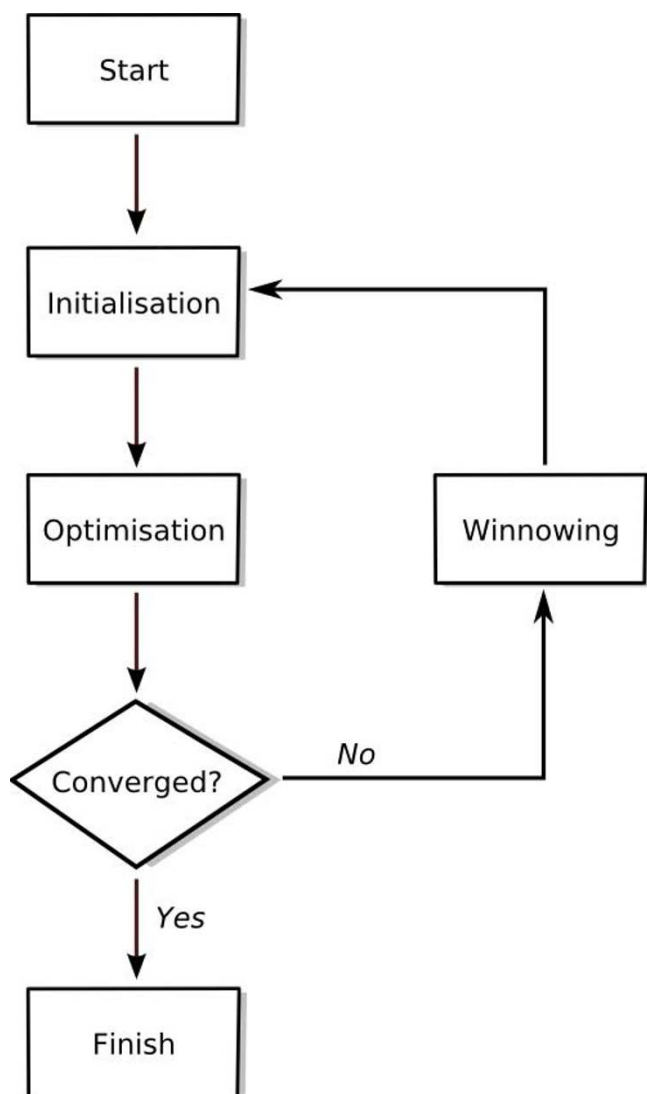 Start
Initialisation
Optimisation
Winnowing
Converged?
No
Yes
Finish